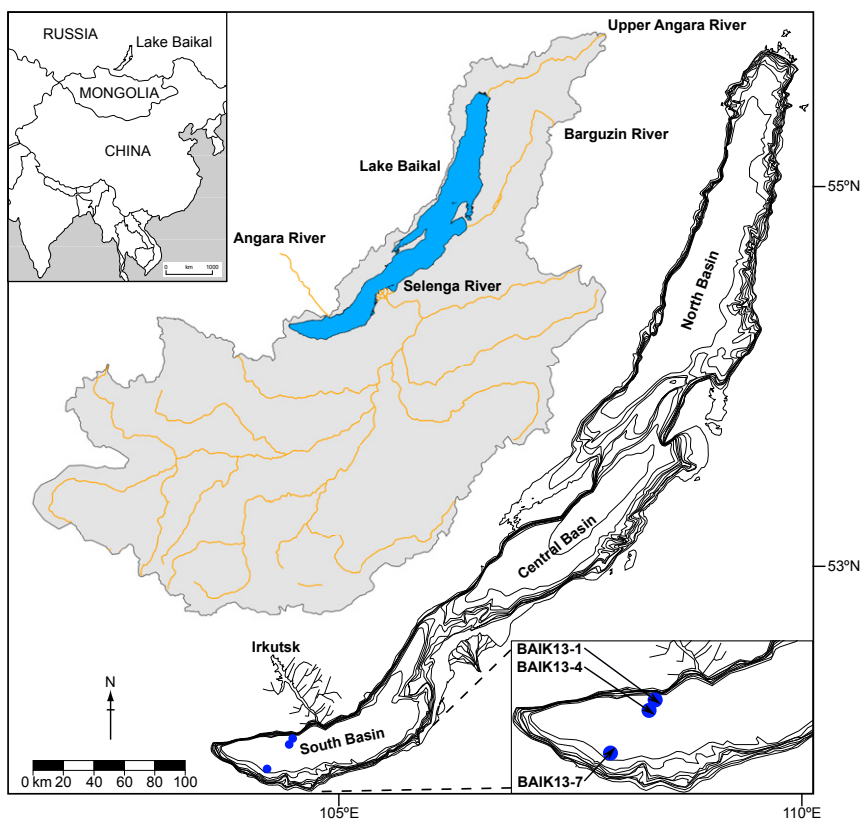 RUSSIA
Lake Baikal
MONGOLIA
CHINA
0 km 1000
Upper Angara River
Barguzin River
Lake Baikal
Angara River
Selenga River
55ºN
North Basin
Central Basin
53ºN
Irkutsk
N
South Basin
0 km 20 40 60 80 100
BAIK13-1
BAIK13-4
BAIK13-7
105ºE
110ºE